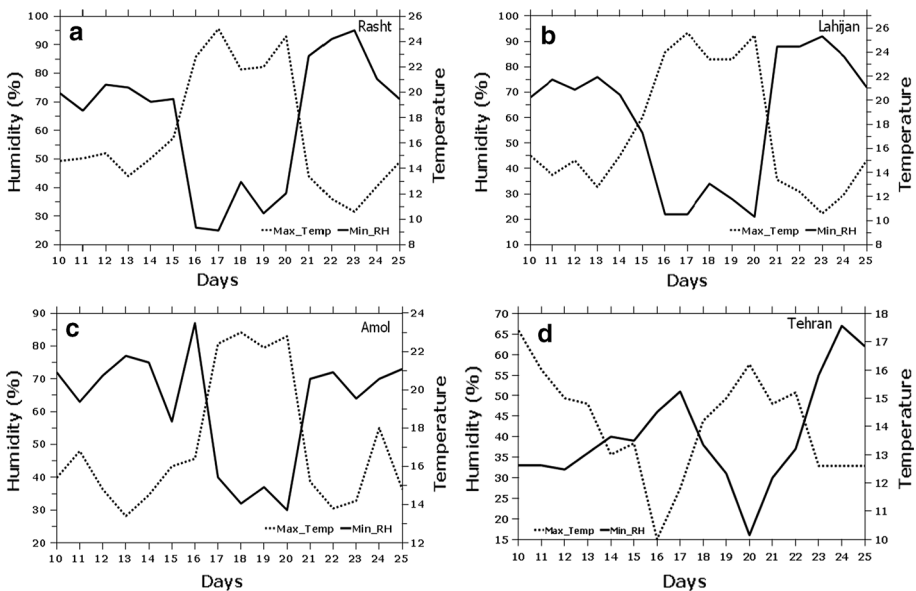 a
Rasht
100
90
80
70
60
50
40
30
20
26
24
22
20
18
16
14
12
10
8
Humidity (%)
Temperature
Max_Temp Min_RH
10 11 12 13 14 15 16 17 18 19 20 21 22 23 24 25
Days
b
Lahijan
100
90
80
70
60
50
40
30
20
10
26
24
22
20
18
16
14
12
10
8
Humidity (%)
Temperature
Max_Temp Min_RH
10 11 12 13 14 15 16 17 18 19 20 21 22 23 24 25
Days
c
Amol
90
80
70
60
50
40
30
20
24
22
20
18
16
14
12
Humidity (%)
Temperature
Max_Temp Min_RH
10 11 12 13 14 15 16 17 18 19 20 21 22 23 24 25
Days
d
Tehran
70
65
60
55
50
45
40
35
30
25
20
15
18
17
16
15
14
13
12
11
10
Humidity (%)
Temperature
Max_Temp Min_RH
10 11 12 13 14 15 16 17 18 19 20 21 22 23 24 25
Days